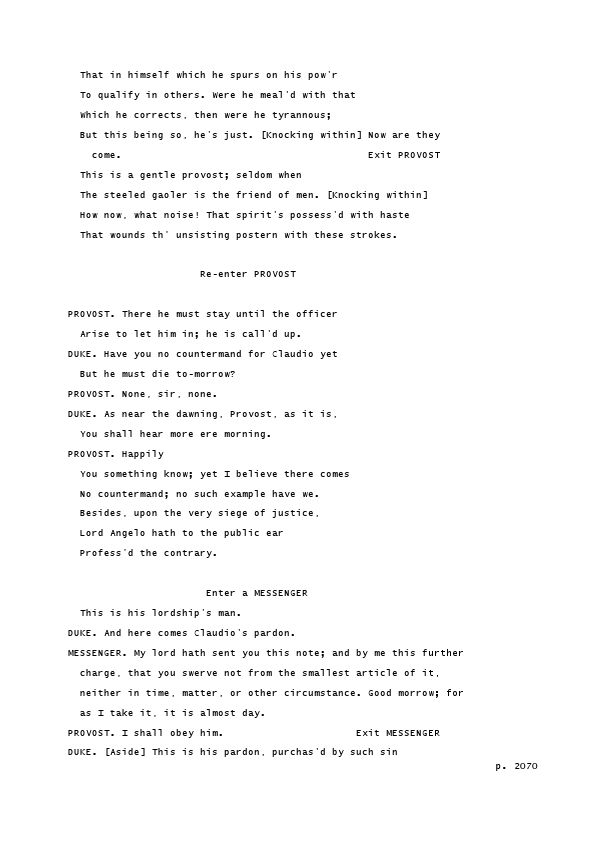 That in himself which he spurs on his pow'r
To qualify in others. Were he meal'd with that
Which he corrects, then were he tyrannous;
But this being so, he's just. [Knocking within] Now are they
come. Exit PROVOST
This is a gentle provost; seldom when
The steeled gaoler is the friend of men. [Knocking within]
How now, what noise! That spirit's possess'd with haste
That wounds th' unsisting postern with these strokes.
Re-enter PROVOST
PROVOST. There he must stay until the officer
Arise to let him in; he is call'd up.
DUKE. Have you no countermand for Claudio yet
But he must die to-morrow?
PROVOST. None, sir, none.
DUKE. As near the dawning, Provost, as it is,
You shall hear more ere morning.
PROVOST. Happily
You something know; yet I believe there comes
No countermand; no such example have we.
Besides, upon the very siege of justice,
Lord Angelo hath to the public ear
Profess'd the contrary.
Enter a MESSENGER
This is his lordship's man.
DUKE. And here comes Claudio's pardon.
MESSENGER. My lord hath sent you this note; and by me this further
charge, that you swerve not from the smallest article of it,
neither in time, matter, or other circumstance. Good morrow; for
as I take it, it is almost day.
PROVOST. I shall obey him. Exit MESSENGER
DUKE. [Aside] This is his pardon, purchas'd by such sin
p. 2070